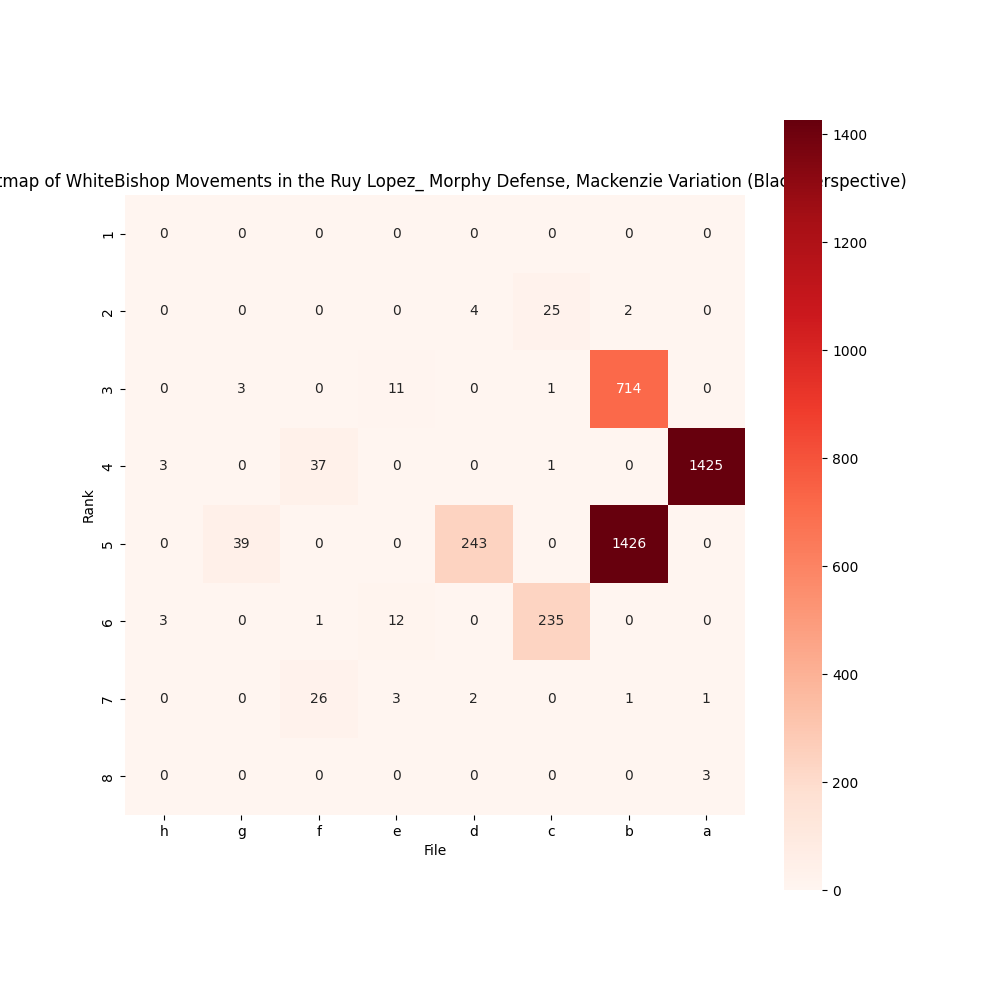 tmap of WhiteBishop Movements in the Ruy Lopez_ Morphy Defense, Mackenzie Variation (Blac erspective)
Rank
1 0 0 0 0 0 0 0 0
2 0 0 0 0 4 25 2 0
3 0 3 0 11 0 1 714 0
4 3 0 37 0 0 1 0 1425
5 0 39 0 0 243 0 1426 0
6 3 0 1 12 0 235 0 0
7 0 0 26 3 2 0 1 1
8 0 0 0 0 0 0 0 3
h g f e d c b a
File
1400
1200
1000
800
600
400
200
0